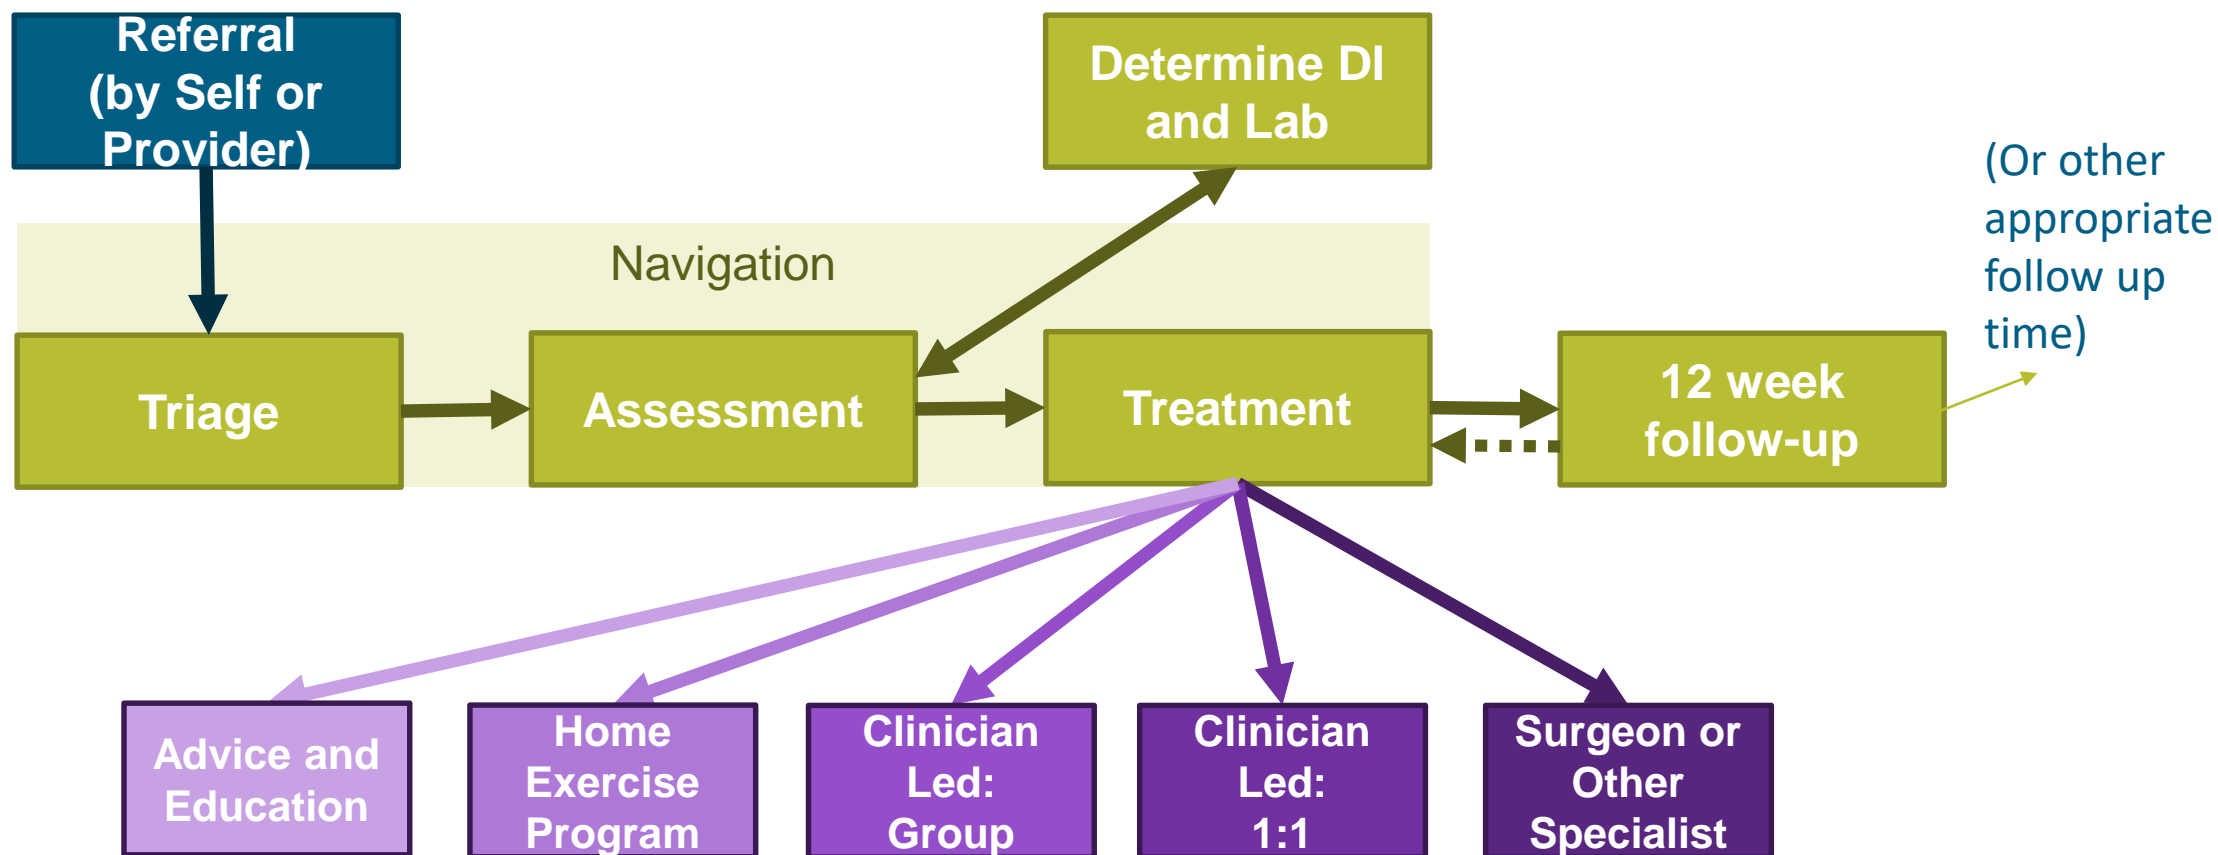 Referral
(by Self or
Provider)
Determine DI
and Lab
(Or other
appropriate
follow up
time)
Navigation
Triage
Assessment
Treatment
12 week
follow-up
Advice and
Education
Home
Exercise
Program
Clinician
Led:
Group
Clinician
Led:
1:1
Surgeon or
Other
Specialist